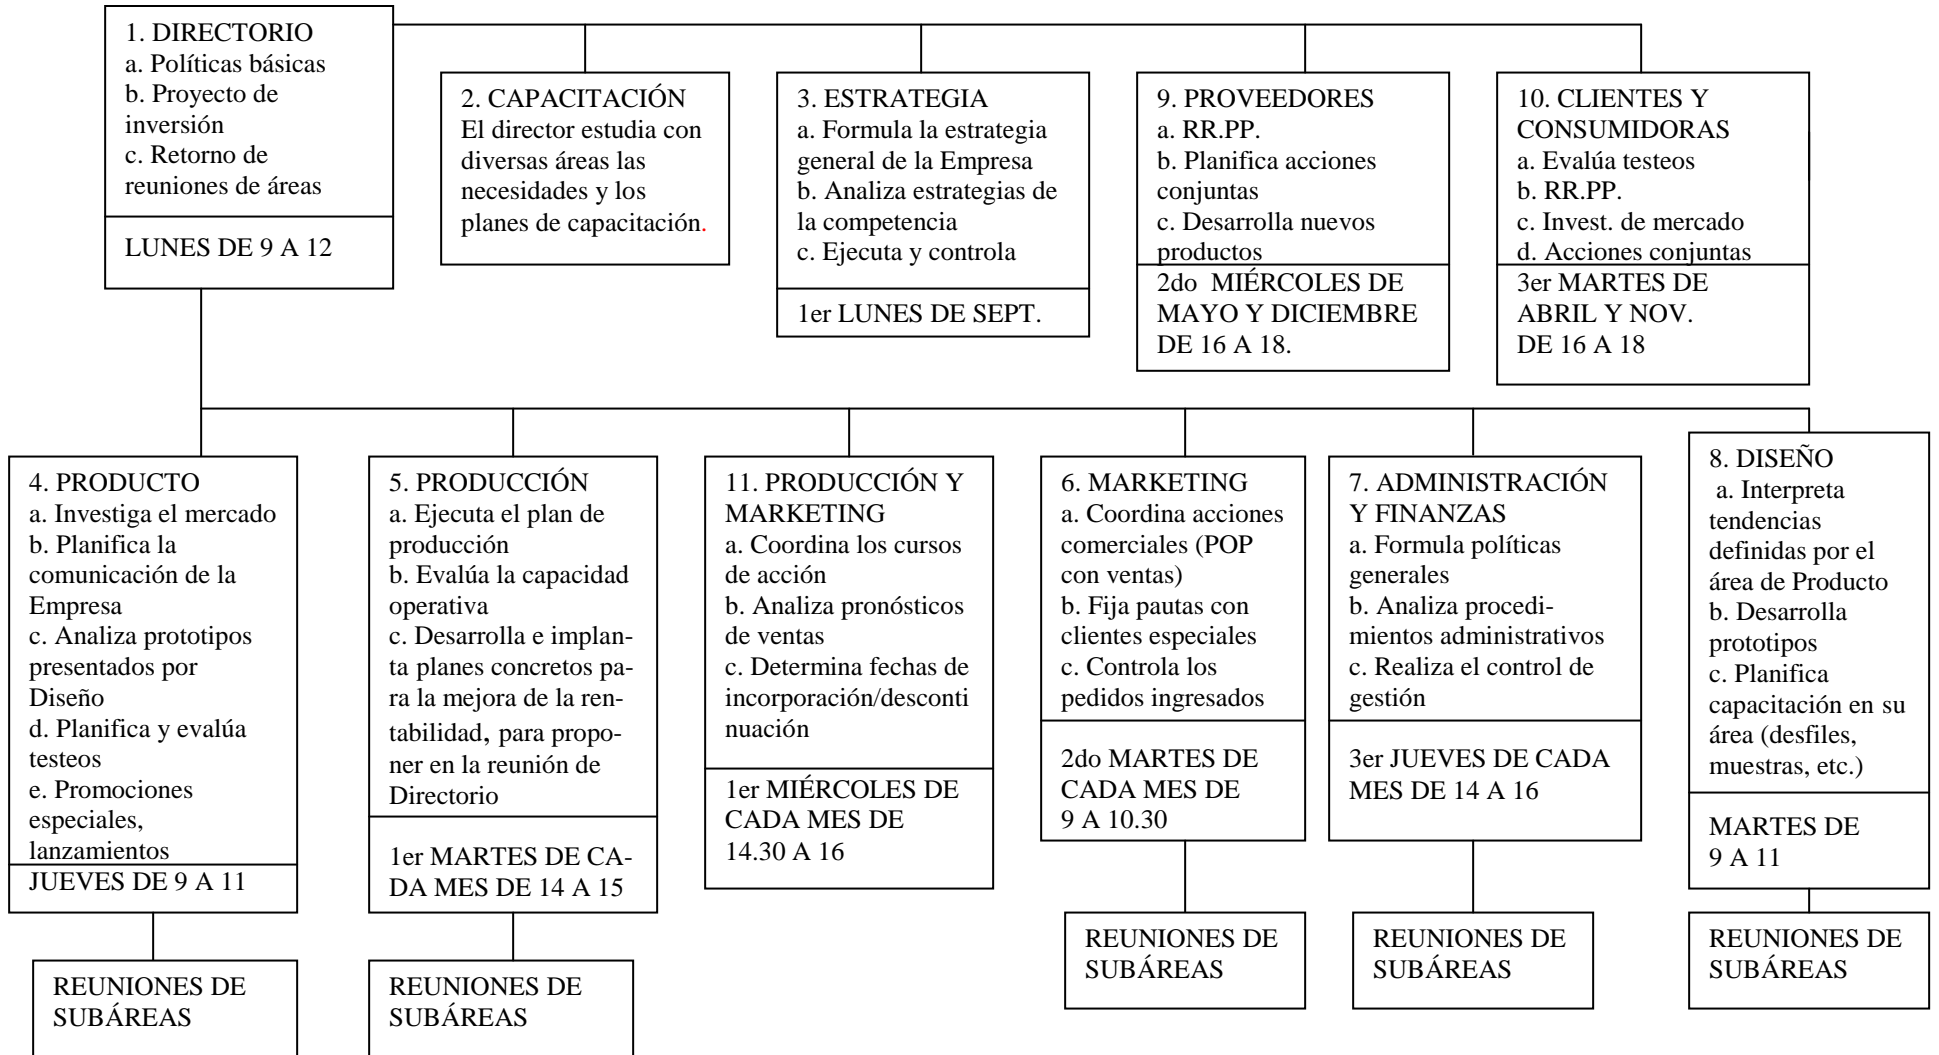 1. DIRECTORIO
a. Políticas básicas
b. Proyecto de
inversión
c. Retorno de
reuniones de áreas
LUNES DE 9 A 12
2. CAPACITACIÓN
El director estudia con
diversas áreas las
necesidades y los
planes de capacitación.
3. ESTRATEGIA
a. Formula la estrategia
general de la Empresa
b. Analiza estrategias de
la competencia
c. Ejecuta y controla
1er LUNES DE SEPT.
9. PROVEEDORES
a. RR.PP.
b. Planifica acciones
conjuntas
c. Desarrolla nuevos
productos
2do MIÉRCOLES DE
MAYO Y DICIEMBRE
DE 16 A 18.
10. CLIENTES Y
CONSUMIDORAS
a. Evalúa testeos
b. RR.PP.
c. Invest. de mercado
d. Acciones conjuntas
3er MARTES DE
ABRIL Y NOV.
DE 16 A 18
4. PRODUCTO
a. Investiga el mercado
b. Planifica la
comunicación de la
Empresa
c. Analiza prototipos
presentados por
Diseño
d. Planifica y evalúa
testeos
e. Promociones
especiales,
lanzamientos
JUEVES DE 9 A 11
REUNIONES DE
SUBÁREAS
5. PRODUCCIÓN
a. Ejecuta el plan de
producción
b. Evalúa la capacidad
operativa
c. Desarrolla e implan-
ta planes concretos pa-
ra la mejora de la ren-
tabilidad, para propo-
ner en la reunión de
Directorio
1er MARTES DE CA-
DA MES DE 14 A 15
REUNIONES DE
SUBÁREAS
11. PRODUCCIÓN Y
MARKETING
a. Coordina los cursos
de acción
b. Analiza pronósticos
de ventas
c. Determina fechas de
incorporación/desconti
nuación
1er MIÉRCOLES DE
CADA MES DE
14.30 A 16
6. MARKETING
a. Coordina acciones
comerciales (POP
con ventas)
b. Fija pautas con
clientes especiales
c. Controla los
pedidos ingresados
2do MARTES DE
CADA MES DE
9 A 10.30
REUNIONES DE
SUBÁREAS
7. ADMINISTRACIÓN
Y FINANZAS
a. Formula políticas
generales
b. Analiza procedi-
mientos administrativos
c. Realiza el control de
gestión
3er JUEVES DE CADA
MES DE 14 A 16
REUNIONES DE
SUBÁREAS
8. DISEÑO
a. Interpreta
tendencias
definidas por el
área de Producto
b. Desarrolla
prototipos
c. Planifica
capacitación en su
área (desfiles,
muestras, etc.)
MARTES DE
9 A 11
REUNIONES DE
SUBÁREAS